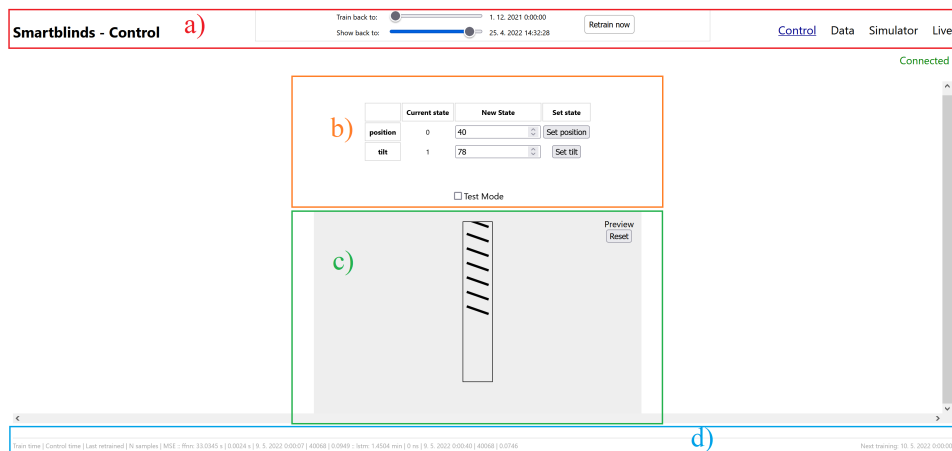 Smartblinds - Control
a)
Train back to: 1. 12. 2021 0:00:00
Show back to: 25. 4. 2022 14:32:28
Retrain now
Control Data Simulator Live
Connected
b)
Current state New State Set state
position 0 40 Set position
tilt 1 78 Set tilt
Test Mode
c)
Preview
Reset
d)
Train time | Control time | Last retrained | N samples | MSE :: ffnn: 33.0345 s | 0.0024 s | 9. 5. 2022 0:00:07 | 40068 | 0.0949 :: lstm: 1.4504 min | 0 ns | 9. 5. 2022 0:00:40 | 40068 | 0.0746
Next training: 10. 5. 2022 0:00:00